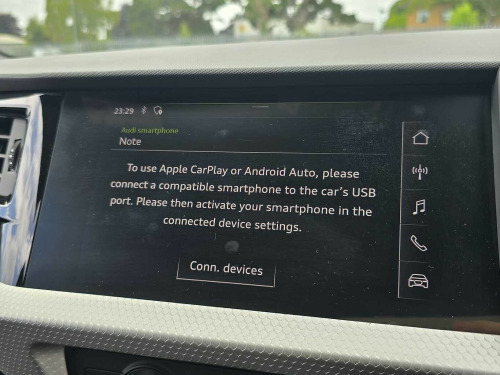 23:29
Audi smartphone
Note
To use Apple CarPlay or Android Auto, please
connect a compatible smartphone to the car's USB
port. Please then activate your smartphone in the
connected device settings.
Conn. devices